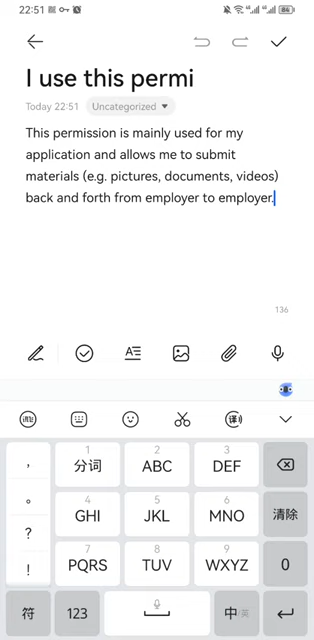 22:51
84
I use this permi
Today 22:51 Uncategorized
This permission is mainly used for my
application and allows me to submit
materials (e.g. pictures, documents, videos)
back and forth from employer to employer.
136
，
。
?
!
1
分词
2
ABC
3
DEF
4
GHI
5
JKL
6
MNO
清除
7
PQRS
8
TUV
9
WXYZ
0
符
123
中/英